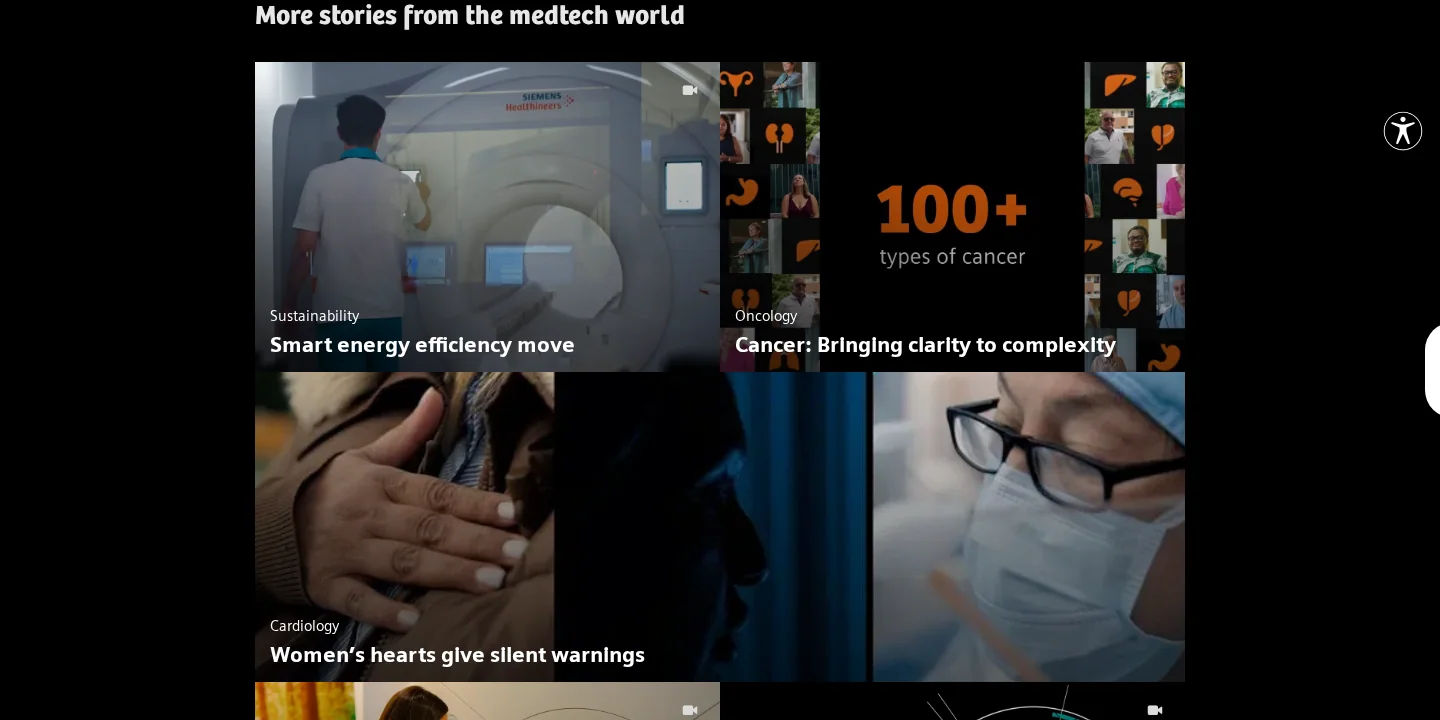 More stories from the medtech world
SIEMENS
Healthineers
100+
types of cancer
Sustainability
Smart energy efficiency move
Oncology
Cancer: Bringing clarity to complexity
Cardiology
Women’s hearts give silent warnings